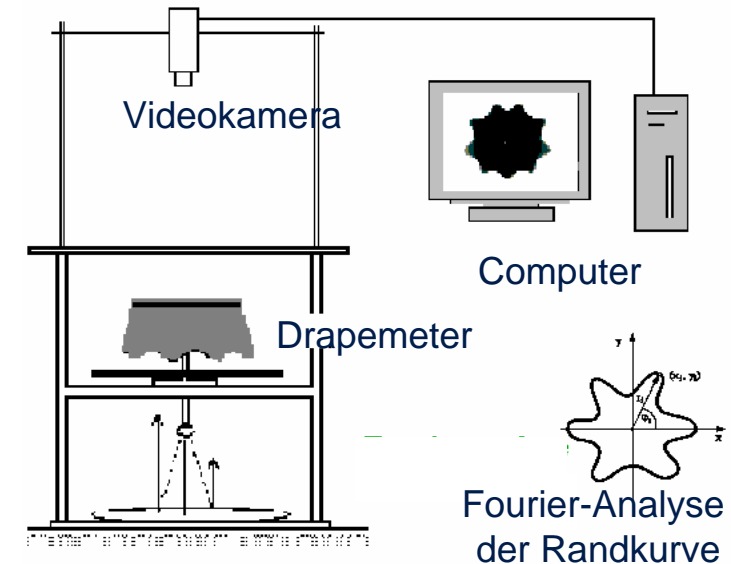 Videokamera
Computer
Drapemeter
y
x
Fourier-Analyse
der Randkurve